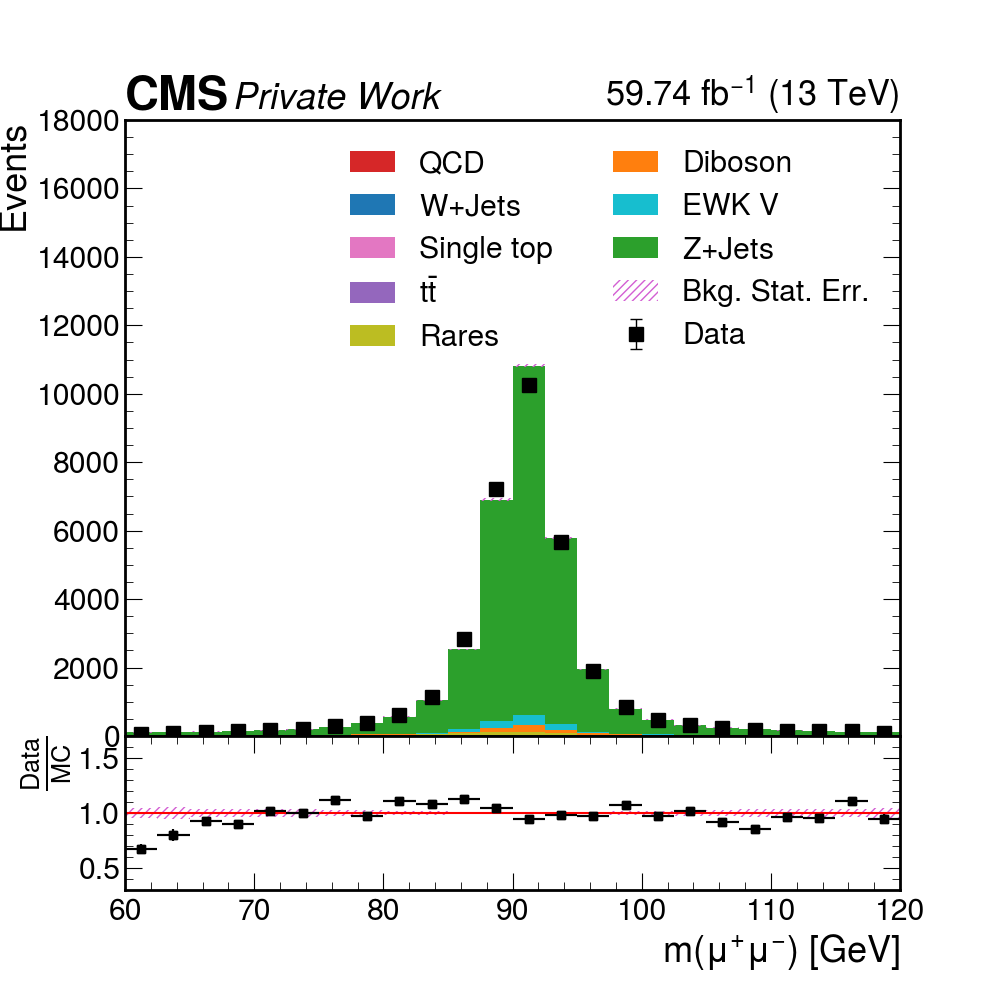 CMS Private Work 59.74 fb⁻¹ (13 TeV)
Events
18000
16000
14000
12000
10000
8000
6000
4000
2000
0
QCD
W+Jets
Single top
tt̄
Rares
Diboson
EWK V
Z+Jets
Bkg. Stat. Err.
Data
Data
MC
1.5
1.0
0.5
60 70 80 90 100 110 120
m(μ⁺μ⁻) [GeV]